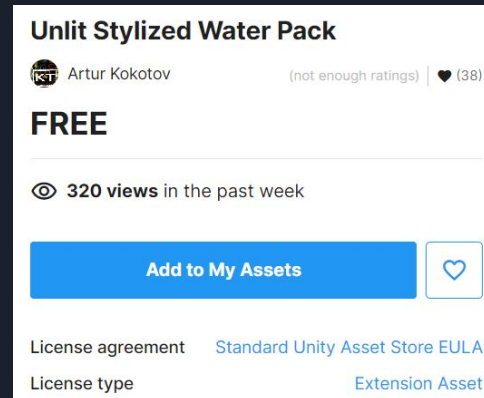 Unlit Stylized Water Pack
KT Artur Kokotov (not enough ratings) (38)
FREE
320 views in the past week
Add to My Assets
License agreement Standard Unity Asset Store EULA
License type Extension Asset